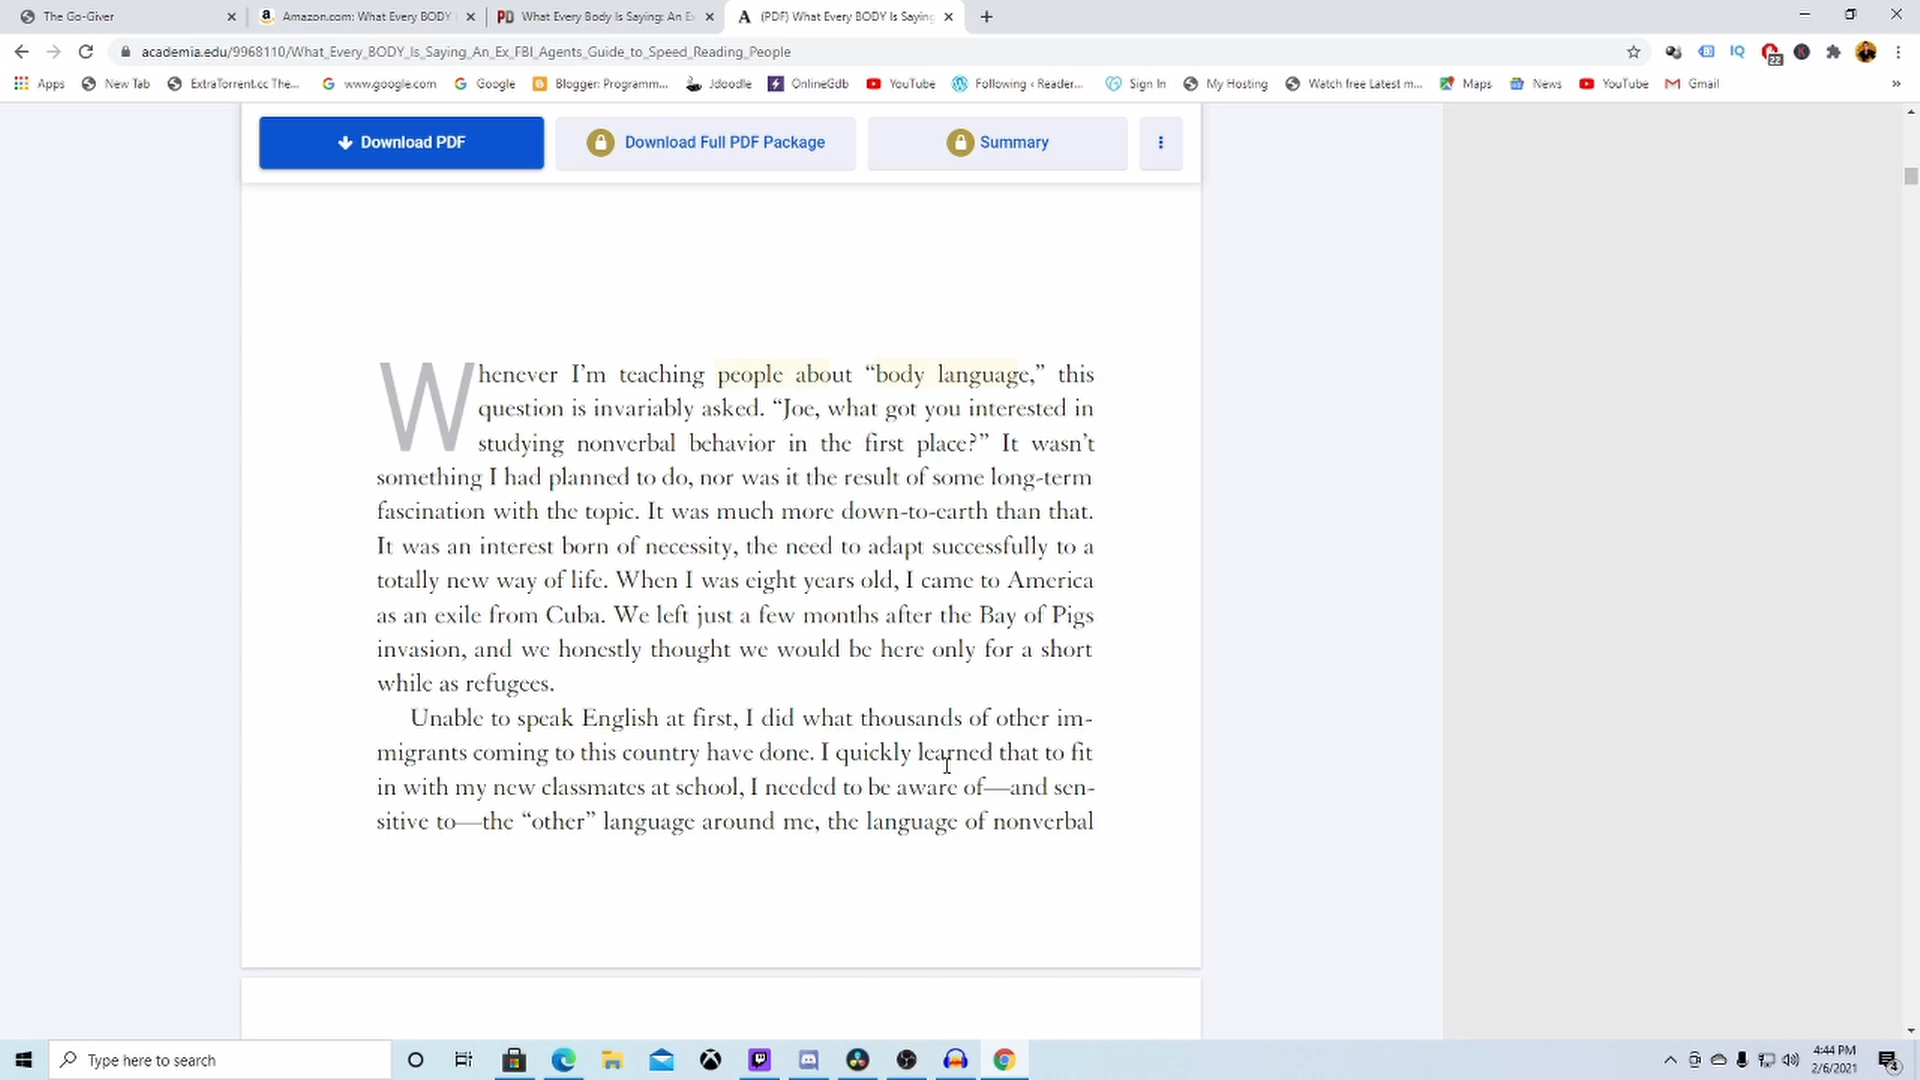 The Go-Giver
Amazon.com: What Every BODY I
PD What Every Body Is Saying: An Ex
A (PDF) What Every BODY Is Saying
academia.edu/9968110/What_Every_BODY_Is_Saying_An_Ex_FBI_Agents_Guide_to_Speed_Reading_People
IQ
22
K
Apps New Tab ExtraTorrent.cc The... www.google.com Google Blogger: Programm... Jdoodle OnlineGdb YouTube Following ‹ Reader... Sign In My Hosting Watch free Latest m... Maps News YouTube Gmail »
Download PDF
Download Full PDF Package
Summary
Whenever I'm teaching people about “body language,” this
question is invariably asked. “Joe, what got you interested in
studying nonverbal behavior in the first place?” It wasn't
something I had planned to do, nor was it the result of some long-term
fascination with the topic. It was much more down-to-earth than that.
It was an interest born of necessity, the need to adapt successfully to a
totally new way of life. When I was eight years old, I came to America
as an exile from Cuba. We left just a few months after the Bay of Pigs
invasion, and we honestly thought we would be here only for a short
while as refugees.
Unable to speak English at first, I did what thousands of other im-
migrants coming to this country have done. I quickly learned that to fit
in with my new classmates at school, I needed to be aware of—and sen-
sitive to—the “other” language around me, the language of nonverbal
Type here to search
4:44 PM
2/6/2021
4